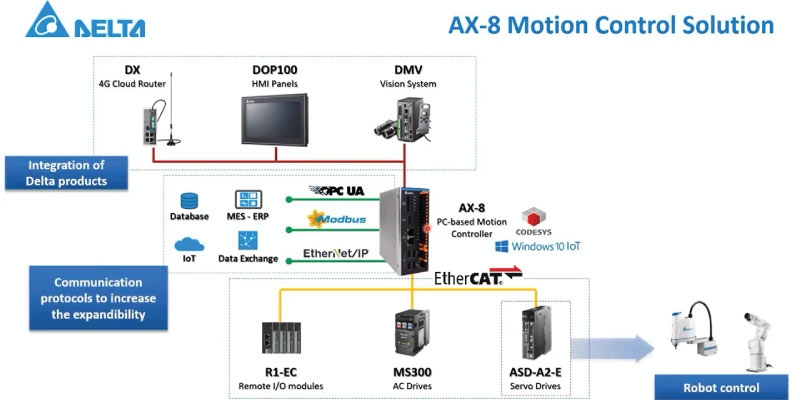 DELTA
AX-8 Motion Control Solution
DX
4G Cloud Router
DOP100
HMI Panels
DMV
Vision System
Integration of
Delta products
Database
MES - ERP
IoT
Data Exchange
OPC UA
Modbus
EtherNet/IP
AX-8
PC-based Motion
Controller
CODESYS
Windows 10 IoT
Communication
protocols to increase
the expandibility
EtherCAT
R1-EC
Remote I/O modules
MS300
AC Drives
ASD-A2-E
Servo Drives
Robot control